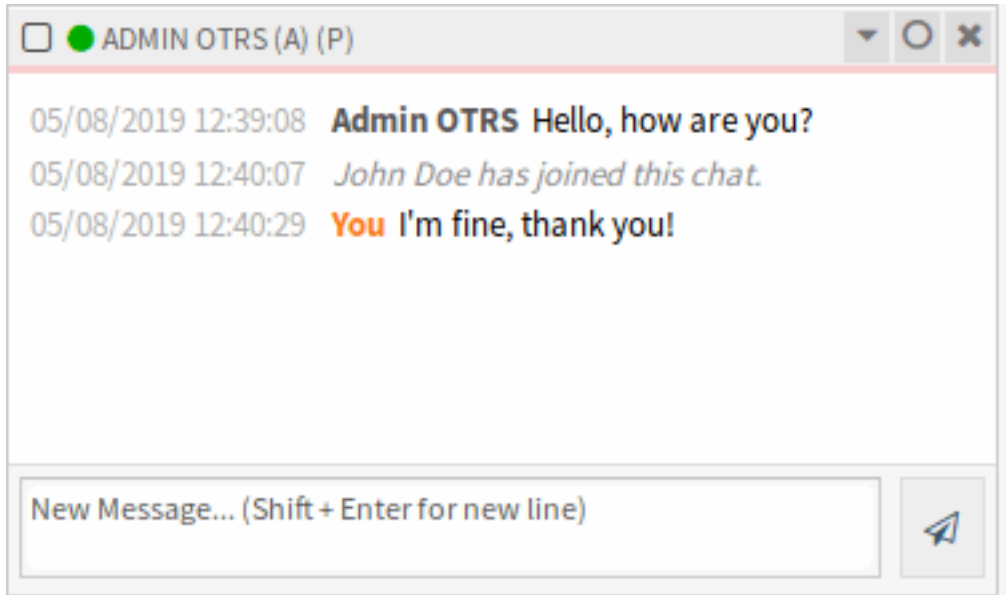 ADMIN OTRS (A) (P)
05/08/2019 12:39:08 Admin OTRS Hello, how are you?
05/08/2019 12:40:07 John Doe has joined this chat.
05/08/2019 12:40:29 You I'm fine, thank you!
New Message... (Shift + Enter for new line)